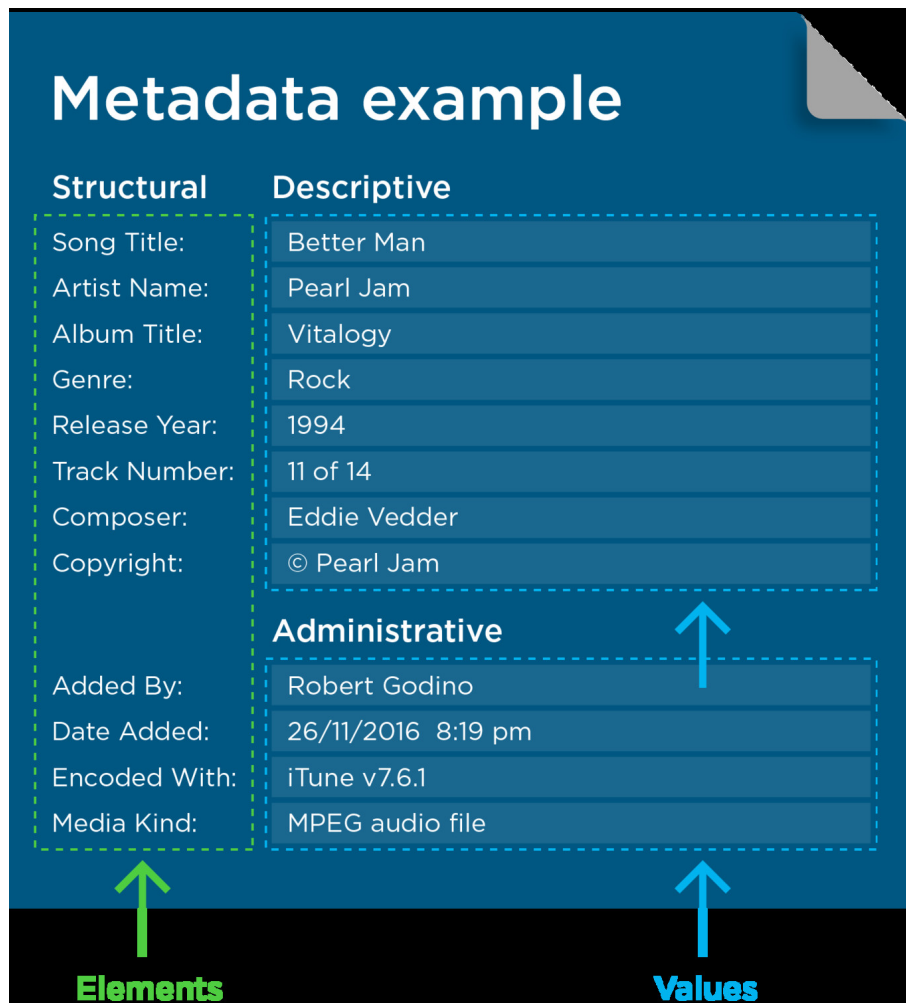 Metadata example
Structural Descriptive
Song Title: Better Man
Artist Name: Pearl Jam
Album Title: Vitalogy
Genre: Rock
Release Year: 1994
Track Number: 11 of 14
Composer: Eddie Vedder
Copyright: © Pearl Jam
Administrative
Added By: Robert Godino
Date Added: 26/11/2016 8:19 pm
Encoded With: iTune v7.6.1
Media Kind: MPEG audio file
Elements Values